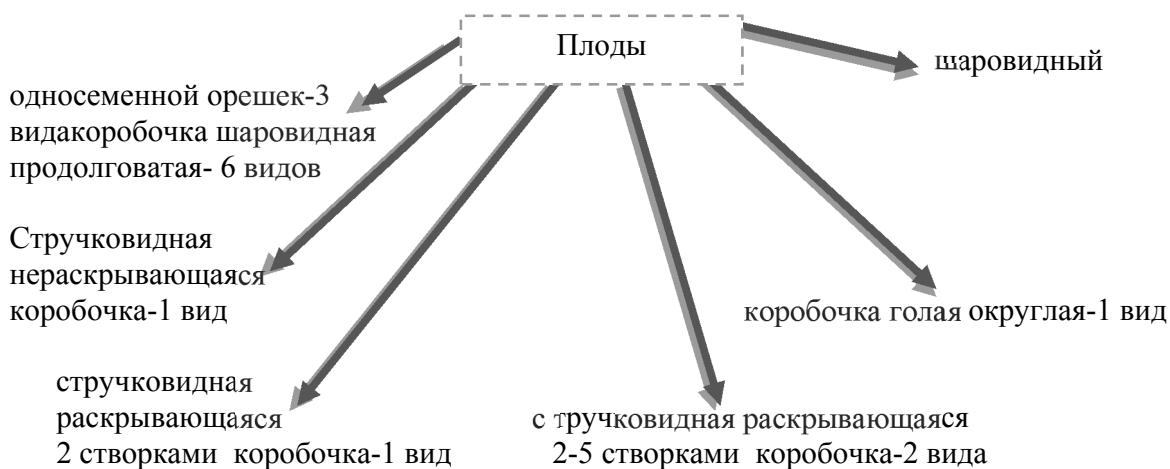 Плоды
шаровидный
односеменной орешек-3
видакоробочка шаровидная
продолговатая- 6 видов
Стручковидная
нераскрывающаяся
коробочка-1 вид
коробочка голая округлая-1 вид
стручковидная
раскрывающаяся
2 створками коробочка-1 вид
с тручковидная раскрывающаяся
2-5 створками коробочка-2 вида